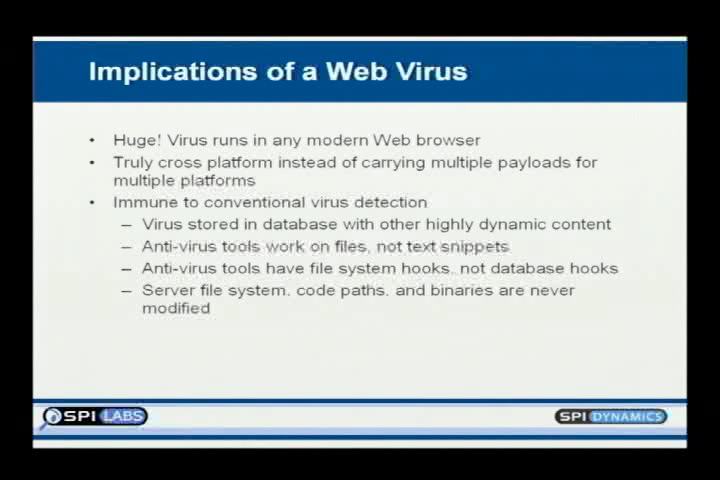 Implications of a Web Virus
• Huge! Virus runs in any modern Web browser
• Truly cross platform instead of carrying multiple payloads for
multiple platforms
• Immune to conventional virus detection
– Virus stored in database with other highly dynamic content
– Anti-virus tools work on files, not text snippets
– Anti-virus tools have file system hooks, not database hooks
– Server file system, code paths, and binaries are never
modified
SPI LABS
SPI DYNAMICS